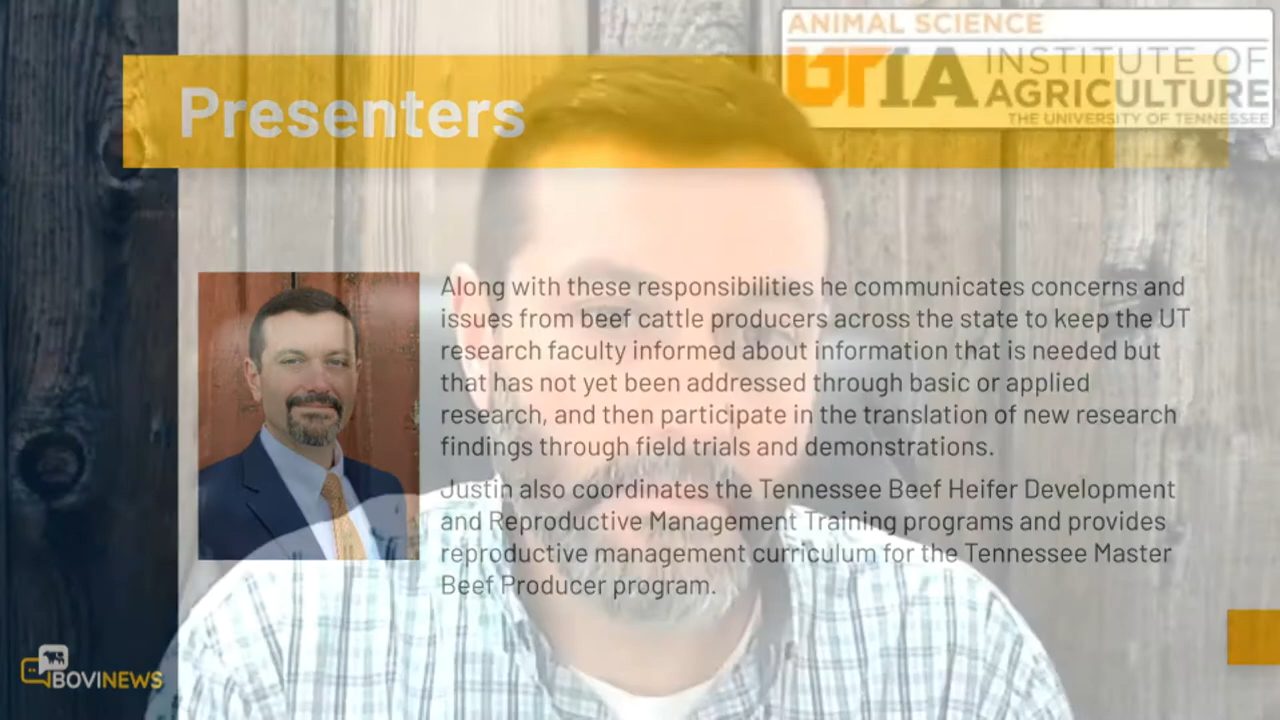 ANIMAL SCIENCE
UTIA INSTITUTE OF
AGRICULTURE
THE UNIVERSITY OF TENNESSEE
Presenters
Along with these responsibilities he communicates concerns and
issues from beef cattle producers across the state to keep the UT
research faculty informed about information that is needed but
that has not yet been addressed through basic or applied
research, and then participate in the translation of new research
findings through field trials and demonstrations.
Justin also coordinates the Tennessee Beef Heifer Development
and Reproductive Management Training programs and provides
reproductive management curriculum for the Tennessee Master
Beef Producer program.
BOVINEWS